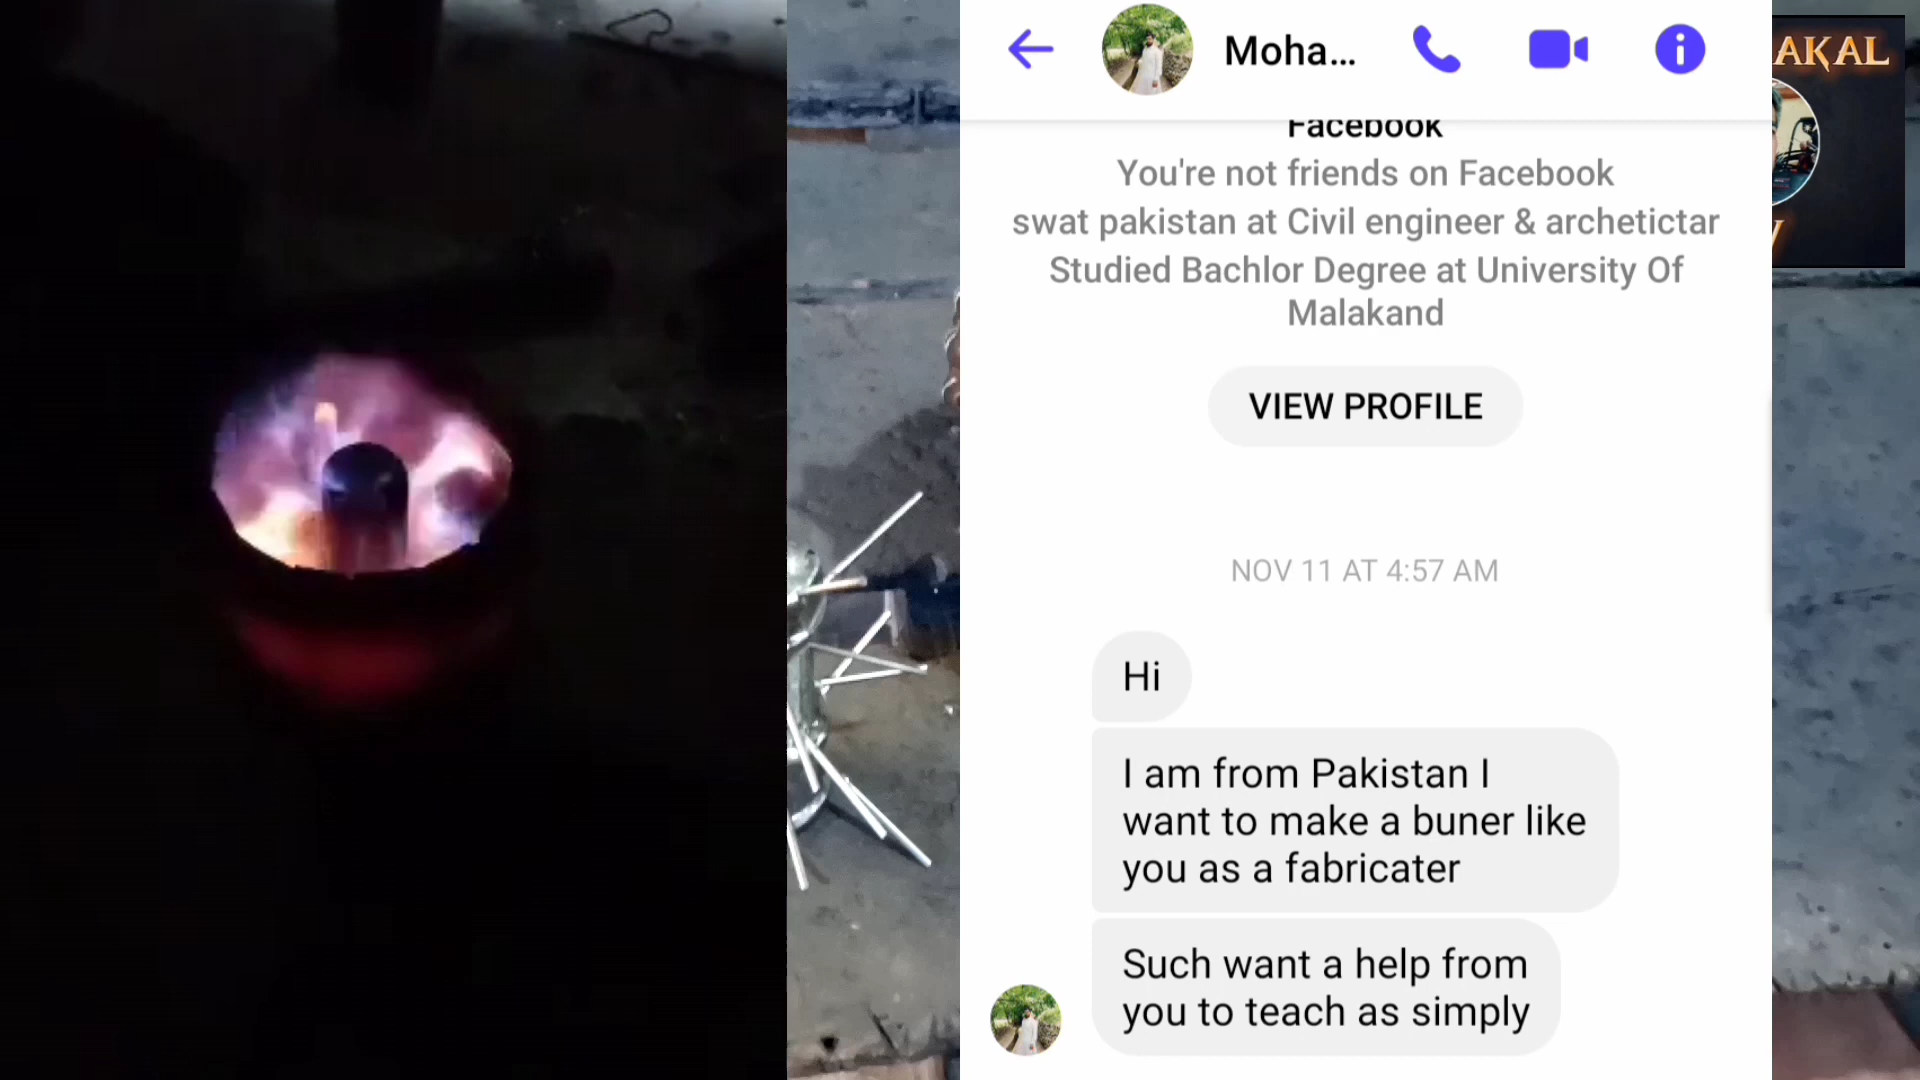 Moha...
Facebook
You're not friends on Facebook
swat pakistan at Civil engineer & archetictar
Studied Bachlor Degree at University Of
Malakand
VIEW PROFILE
NOV 11 AT 4:57 AM
Hi
I am from Pakistan I
want to make a buner like
you as a fabricater
Such want a help from
you to teach as simply
AKAL